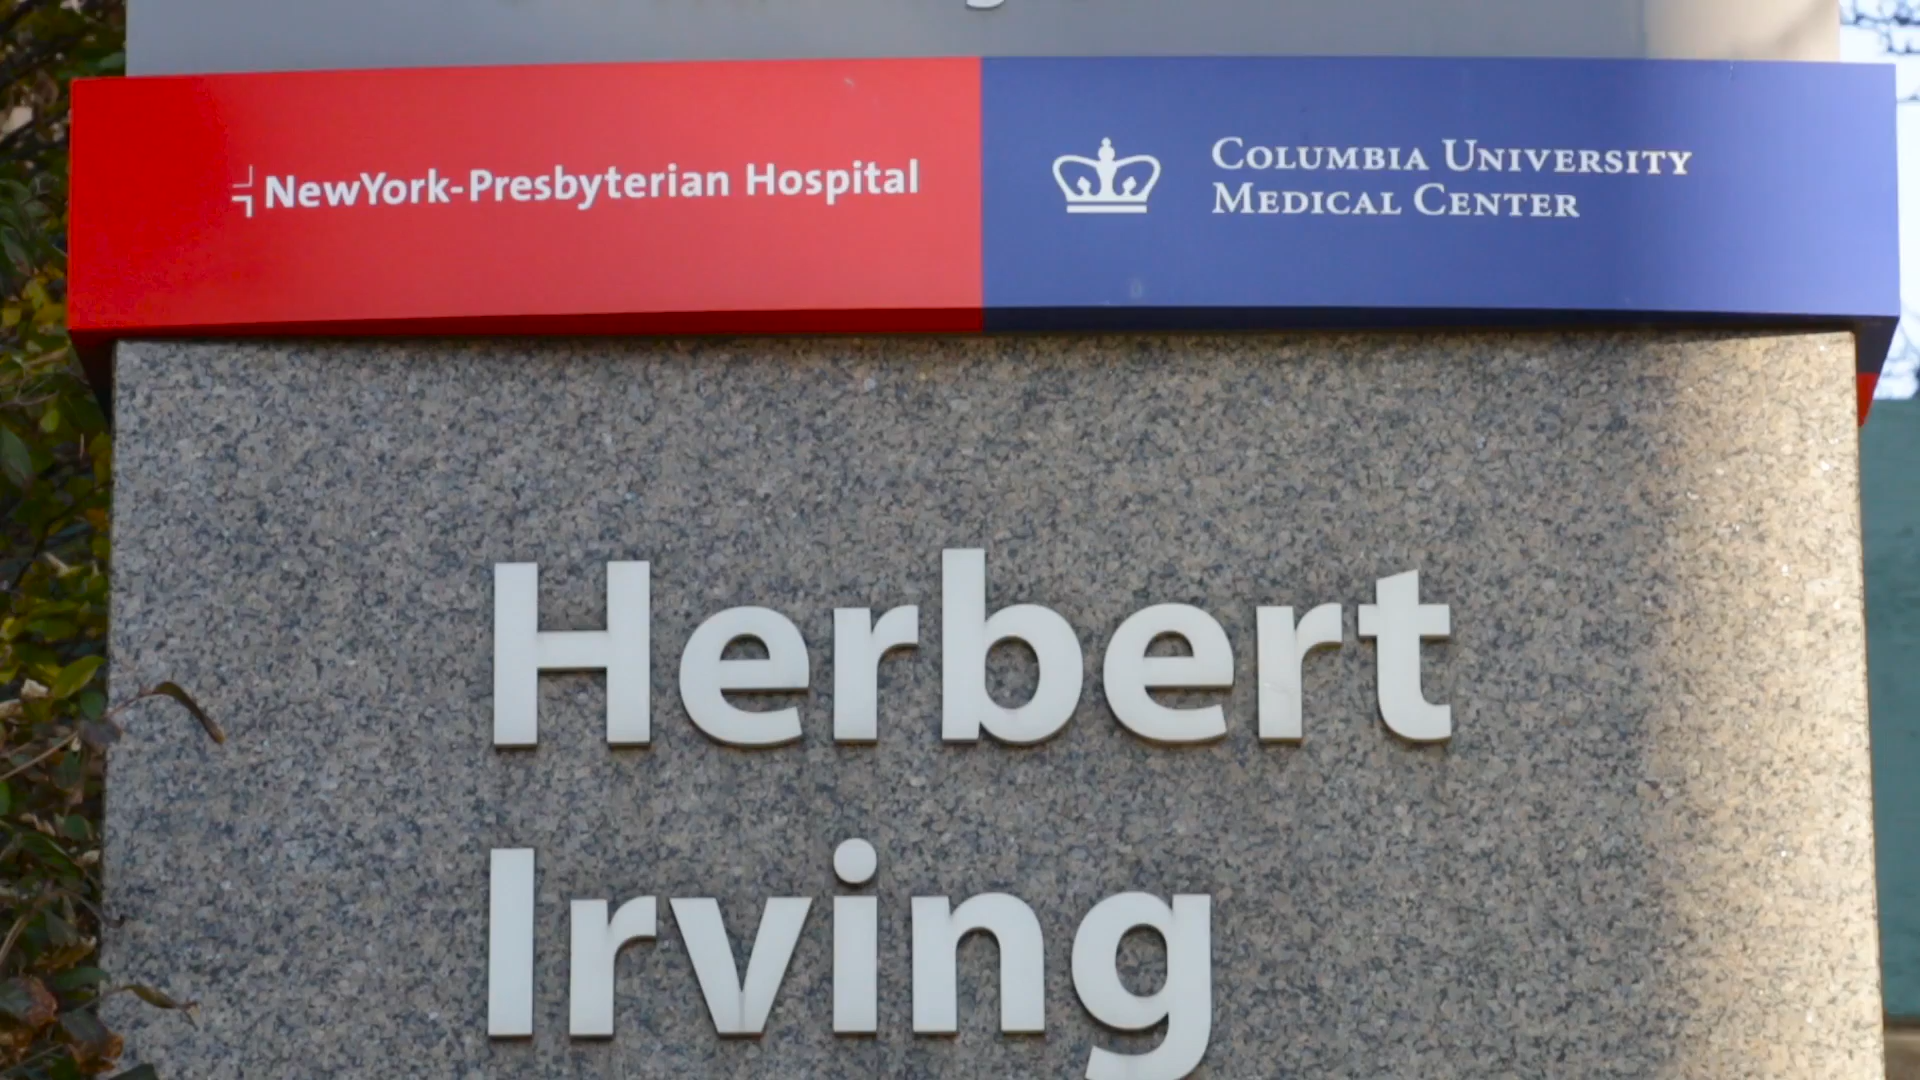 NewYork-Presbyterian Hospital
COLUMBIA UNIVERSITY
MEDICAL CENTER
Herbert
Irving